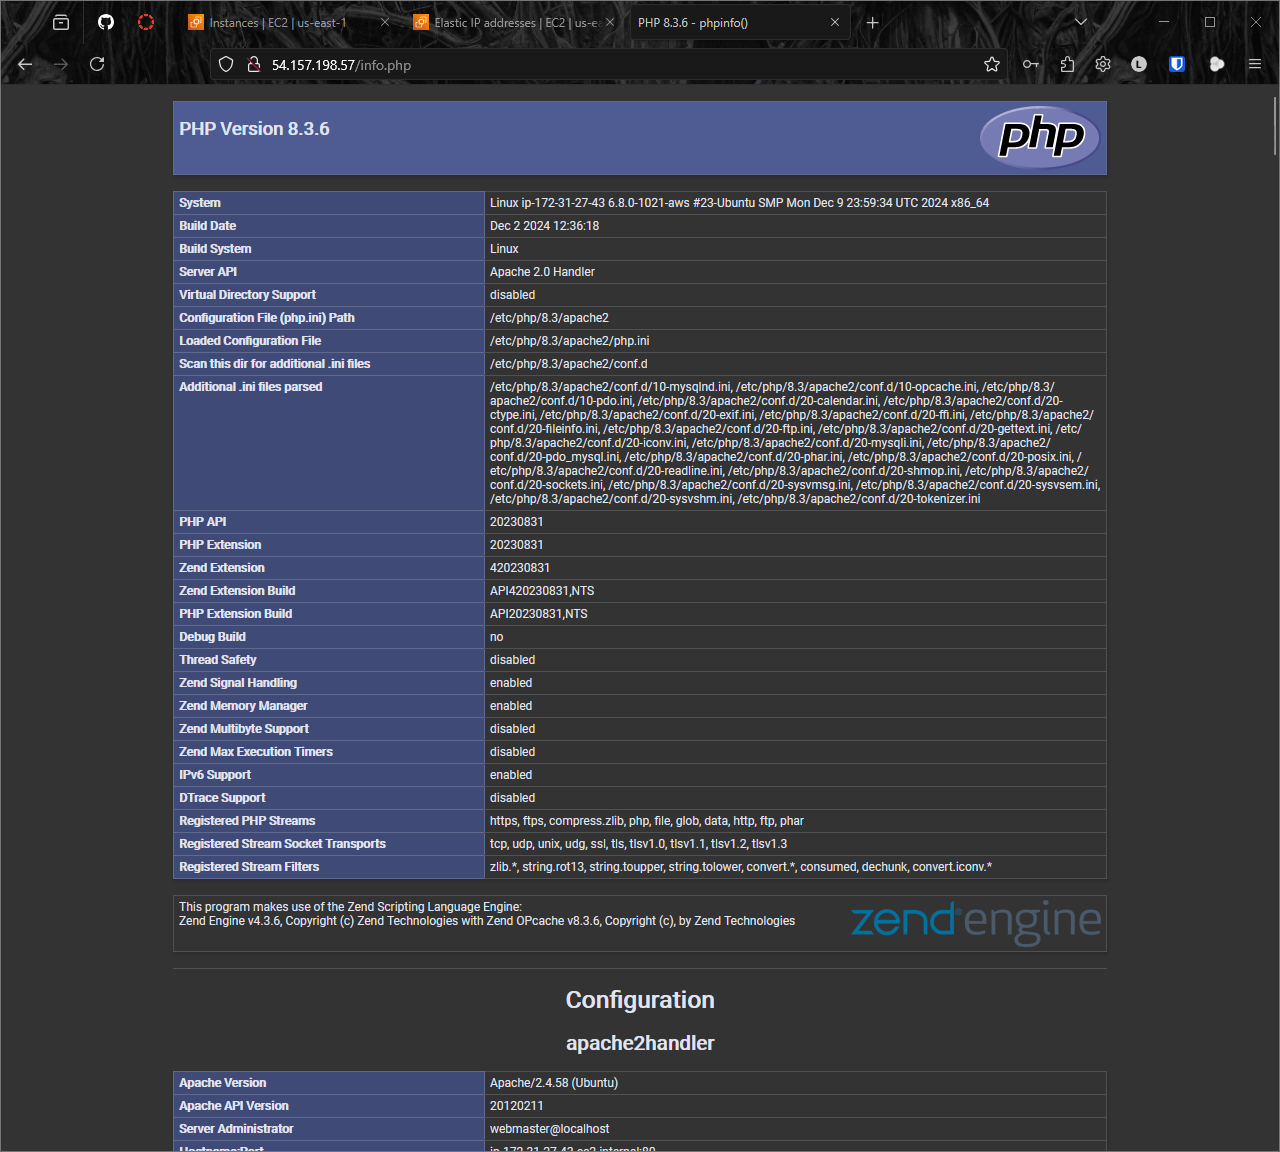 Instances | EC2 | us-east-1
Elastic IP addresses | EC2 | us-ea
PHP 8.3.6 - phpinfo()
54.157.198.57/info.php
L
PHP Version 8.3.6
php
System Linux ip-172-31-27-43 6.8.0-1021-aws #23-Ubuntu SMP Mon Dec 9 23:59:34 UTC 2024 x86_64
Build Date Dec 2 2024 12:36:18
Build System Linux
Server API Apache 2.0 Handler
Virtual Directory Support disabled
Configuration File (php.ini) Path /etc/php/8.3/apache2
Loaded Configuration File /etc/php/8.3/apache2/php.ini
Scan this dir for additional .ini files /etc/php/8.3/apache2/conf.d
Additional .ini files parsed /etc/php/8.3/apache2/conf.d/10-mysqlnd.ini, /etc/php/8.3/apache2/conf.d/10-opcache.ini, /etc/php/8.3/
apache2/conf.d/10-pdo.ini, /etc/php/8.3/apache2/conf.d/20-calendar.ini, /etc/php/8.3/apache2/conf.d/20-
ctype.ini, /etc/php/8.3/apache2/conf.d/20-exif.ini, /etc/php/8.3/apache2/conf.d/20-ffi.ini, /etc/php/8.3/apache2/
conf.d/20-fileinfo.ini, /etc/php/8.3/apache2/conf.d/20-ftp.ini, /etc/php/8.3/apache2/conf.d/20-gettext.ini, /etc/
php/8.3/apache2/conf.d/20-iconv.ini, /etc/php/8.3/apache2/conf.d/20-mysqli.ini, /etc/php/8.3/apache2/
conf.d/20-pdo_mysql.ini, /etc/php/8.3/apache2/conf.d/20-phar.ini, /etc/php/8.3/apache2/conf.d/20-posix.ini, /
etc/php/8.3/apache2/conf.d/20-readline.ini, /etc/php/8.3/apache2/conf.d/20-shmop.ini, /etc/php/8.3/apache2/
conf.d/20-sockets.ini, /etc/php/8.3/apache2/conf.d/20-sysvmsg.ini, /etc/php/8.3/apache2/conf.d/20-sysvsem.ini,
/etc/php/8.3/apache2/conf.d/20-sysvshm.ini, /etc/php/8.3/apache2/conf.d/20-tokenizer.ini
PHP API 20230831
PHP Extension 20230831
Zend Extension 420230831
Zend Extension Build API420230831,NTS
PHP Extension Build API20230831,NTS
Debug Build no
Thread Safety disabled
Zend Signal Handling enabled
Zend Memory Manager enabled
Zend Multibyte Support disabled
Zend Max Execution Timers disabled
IPv6 Support enabled
DTrace Support disabled
Registered PHP Streams https, ftps, compress.zlib, php, file, glob, data, http, ftp, phar
Registered Stream Socket Transports tcp, udp, unix, udg, ssl, tls, tlsv1.0, tlsv1.1, tlsv1.2, tlsv1.3
Registered Stream Filters zlib.*, string.rot13, string.toupper, string.tolower, convert.*, consumed, dechunk, convert.iconv.*
This program makes use of the Zend Scripting Language Engine:
Zend Engine v4.3.6, Copyright (c) Zend Technologies with Zend OPcache v8.3.6, Copyright (c), by Zend Technologies
zend engine
Configuration
apache2handler
Apache Version Apache/2.4.58 (Ubuntu)
Apache API Version 20120211
Server Administrator webmaster@localhost
Hostname:Port ip-172-31-27-43.ec2.internal:80